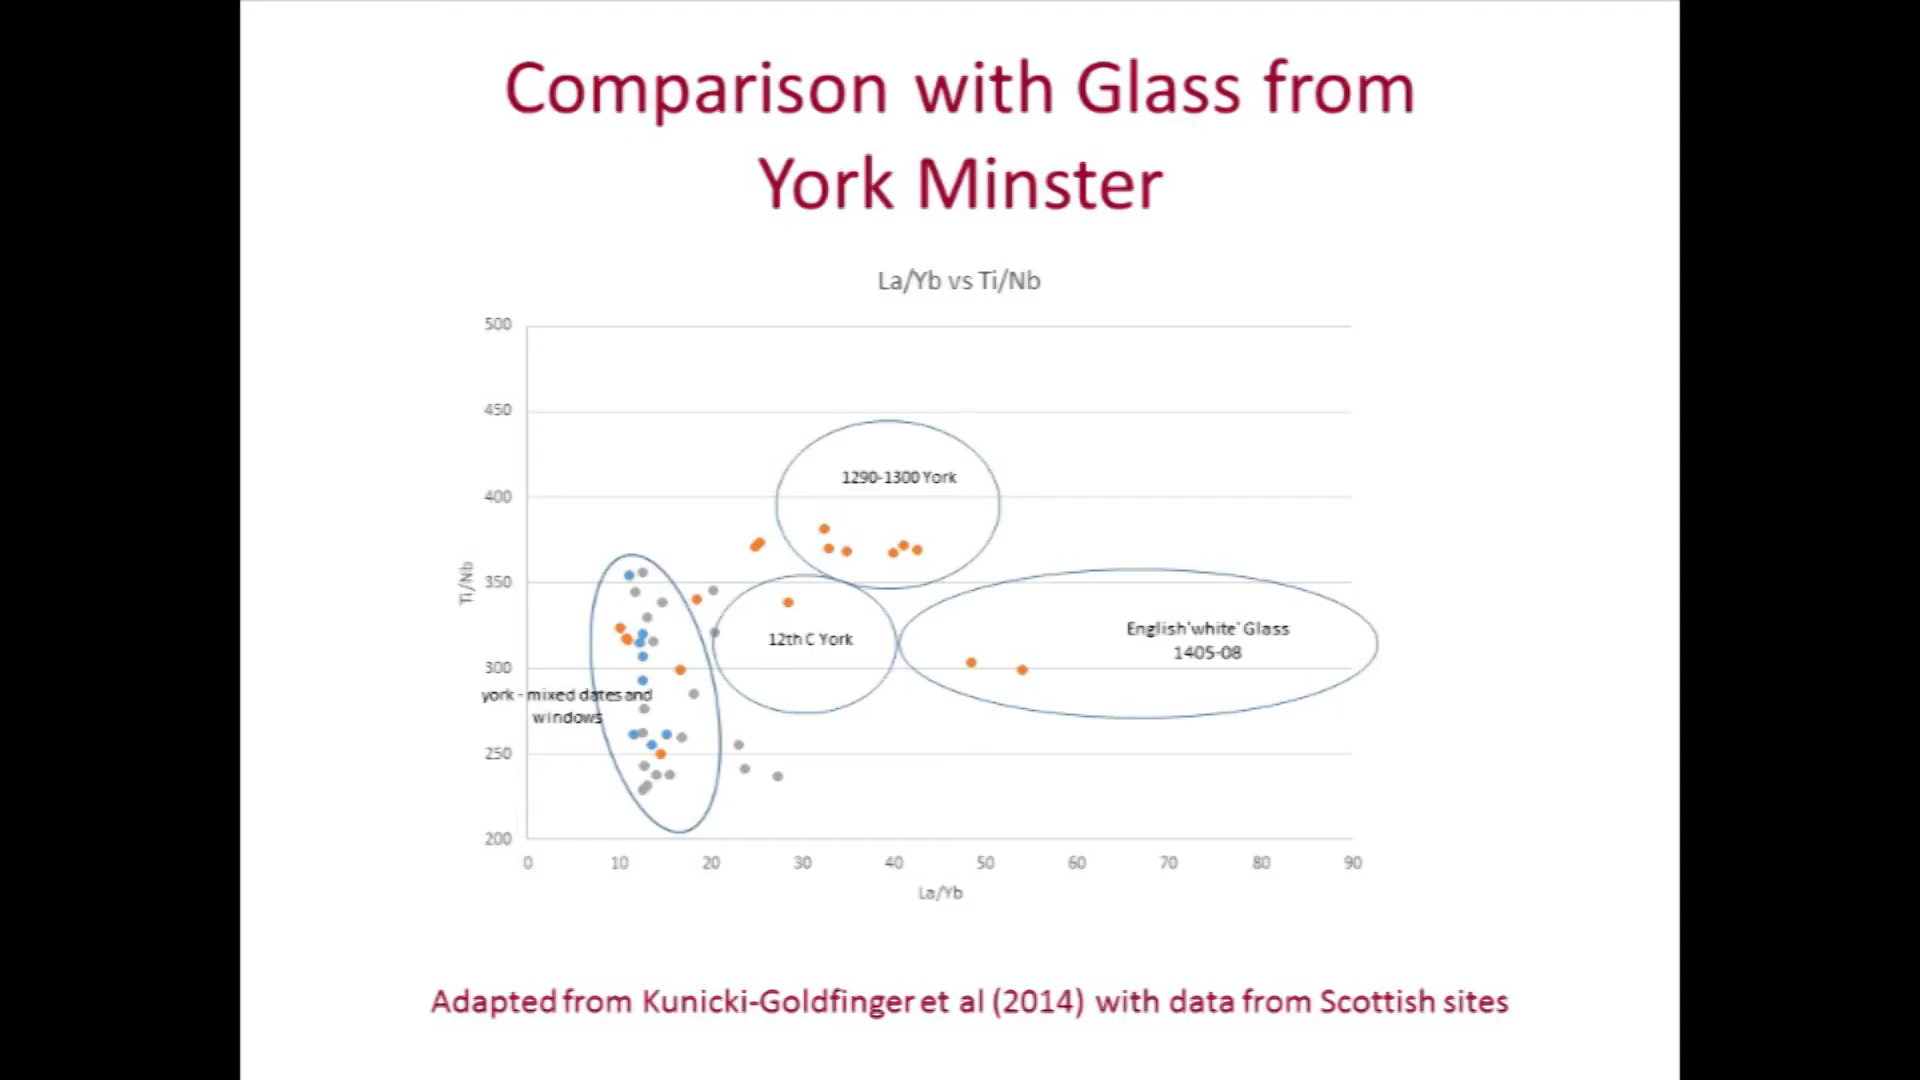 Comparison with Glass from
York Minster
La/Yb vs Ti/Nb
500
450
400
350
300
250
200
Ti/Nb
1290-1300 York
12th C York
English'white' Glass
1405-08
york - mixed dates and
windows
0 10 20 30 40 50 60 70 80 90
La/Yb
Adapted from Kunicki-Goldfinger et al (2014) with data from Scottish sites